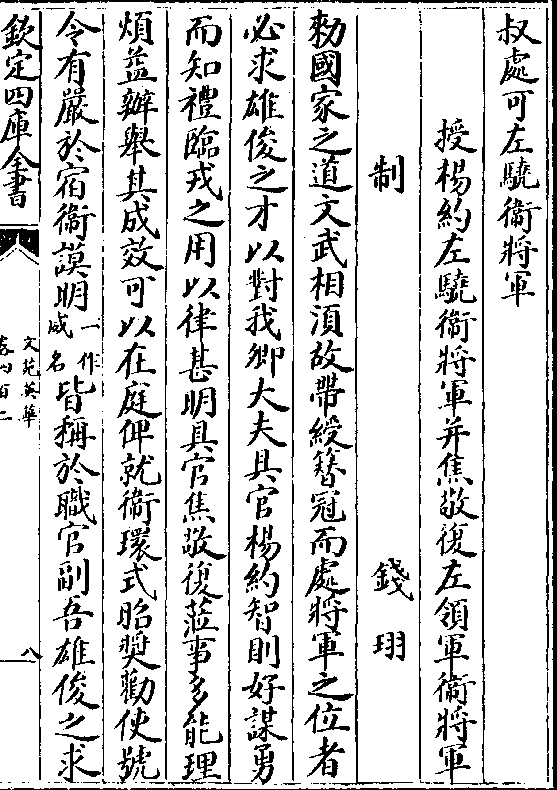 叔處可左驍衛將軍
授楊約左驍衛將軍并焦敬復左領軍衛將軍
制 錢珝
勑國家之道文武相須故帶綬簪冠而處將軍之位者
必求雄俊之才以對我卿大夫具官楊約智則好謀勇
而知禮臨戎之用以律甚明具官焦敬復蒞事多能理
煩益辦舉其成效可以在庭俾就衛環式昭奬勸使號
令有嚴於宿衛謨明一作威名皆稱於職官副吾雄俊之求
欽定四庫全書
文苑英華
卷四百二
八